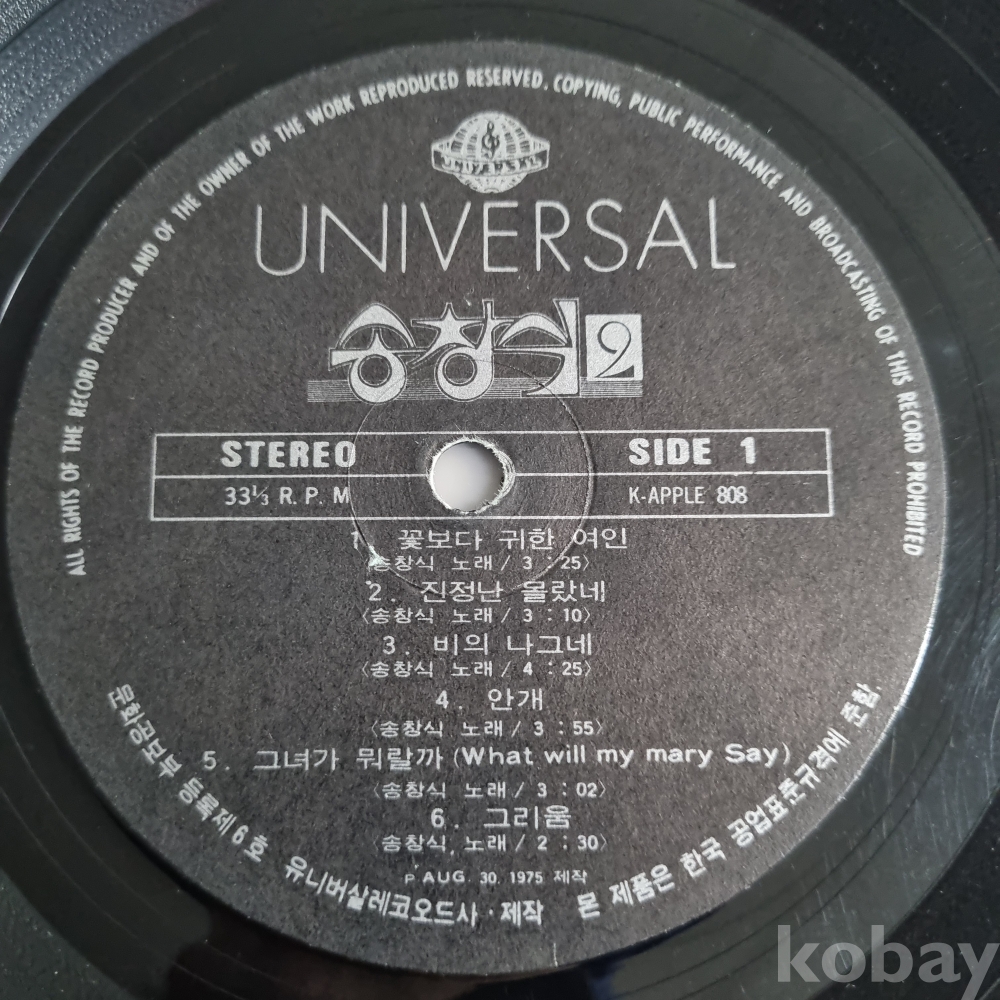 ALL RIGHTS OF THE RECORD PRODUCER AND OF THE OWNER OF THE WORK REPRODUCED RESERVED. COPYING, PUBLIC PERFORMANCE AND BROADCASTING OF THIS RECORD PROHIBITED
UNIVERSAL
UNIVERSAL
송창식 2
STEREO SIDE 1
33⅓ R. P. M K-APPLE 808
1. 꽃보다 귀한 여인
〈송창식 노래 / 3 : 25〉
2. 진정난 몰랐네
〈송창식 노래 / 3 : 10〉
3. 비의 나그네
〈송창식 노래 / 4 : 25〉
4. 안개
〈송창식 노래 / 3 : 55〉
5. 그녀가 뭐랄까 (What will my mary Say)
〈송창식 노래 / 3 : 02〉
6. 그리움
〈송창식, 노래 / 2 : 30〉
P AUG. 30. 1975 제작
문화공보부 등록제6호 유니버살레코오드사·제작 몬 제품은 한국 공업표준규격에 준함.
kobay